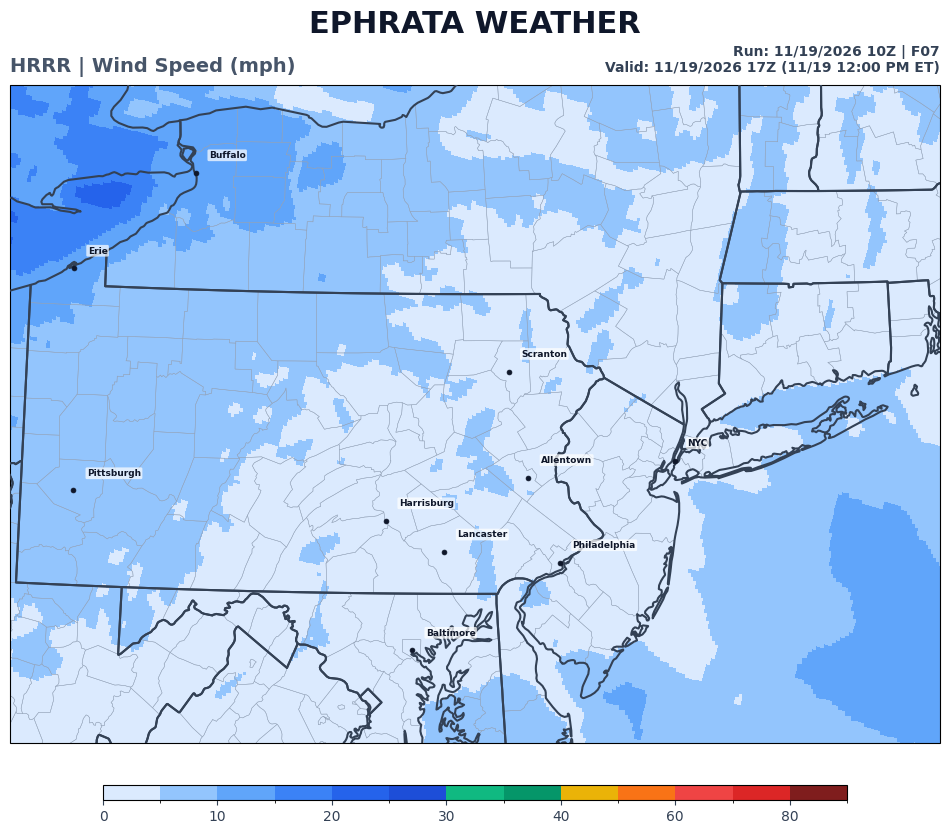 EPHRATA WEATHER
Run: 11/19/2026 10Z | F07
HRRR | Wind Speed (mph)
Valid: 11/19/2026 17Z (11/19 12:00 PM ET)
Buffalo
Erie
Scranton
NYC
Allentown
Pittsburgh
Harrisburg
Lancaster
Philadelphia
Baltimore
0 10 20 30 40 60 80